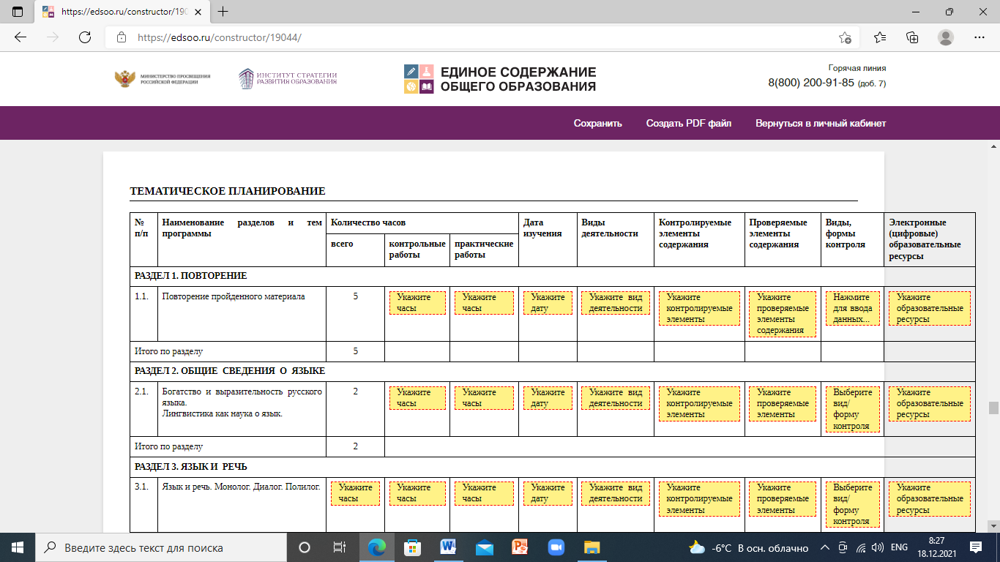 https://edsoo.ru/constructor/190
https://edsoo.ru/constructor/19044/
МИНИСТЕРСТВО ПРОСВЕЩЕНИЯ
РОССИЙСКОЙ ФЕДЕРАЦИИ
ИНСТИТУТ СТРАТЕГИИ
РАЗВИТИЯ ОБРАЗОВАНИЯ
ЕДИНОЕ СОДЕРЖАНИЕ
ОБЩЕГО ОБРАЗОВАНИЯ
Горячая линия
8(800) 200-91-85 (доб. 7)
Сохранить Создать PDF файл Вернуться в личный кабинет
ТЕМАТИЧЕСКОЕ ПЛАНИРОВАНИЕ
№
п/п
Наименование разделов и тем
программы
Количество часов
всего
контрольные
работы
практические
работы
Дата
изучения
Виды
деятельности
Контролируемые
элементы
содержания
Проверяемые
элементы
содержания
Виды,
формы
контроля
Электронные
(цифровые)
образовательные
ресурсы
РАЗДЕЛ 1. ПОВТОРЕНИЕ
1.1.
Повторение пройденного материала
5
Укажите
часы
Укажите
часы
Укажите
дату
Укажите вид
деятельности
Укажите
контролируемые
элементы
Укажите
проверяемые
элементы
содержания
Нажмите
для ввода
данных...
Укажите
образовательные
ресурсы
Итого по разделу
5
РАЗДЕЛ 2. ОБЩИЕ СВЕДЕНИЯ О ЯЗЫКЕ
2.1.
Богатство и выразительность русского
языка.
Лингвистика как наука о язык.
2
Укажите
часы
Укажите
часы
Укажите
дату
Укажите вид
деятельности
Укажите
контролируемые
элементы
Укажите
проверяемые
элементы
Выберите
вид/
форму
контроля
Укажите
образовательные
ресурсы
Итого по разделу
2
РАЗДЕЛ 3. ЯЗЫК И РЕЧЬ
3.1.
Язык и речь. Монолог. Диалог. Полилог.
Укажите
часы
Укажите
часы
Укажите
часы
Укажите
дату
Укажите вид
деятельности
Укажите
контролируемые
элементы
Укажите
проверяемые
элементы
Выберите
вид/
форму
контроля
Укажите
образовательные
ресурсы
Введите здесь текст для поиска
-6°C В осн. облачно
ENG
8:27
18.12.2021